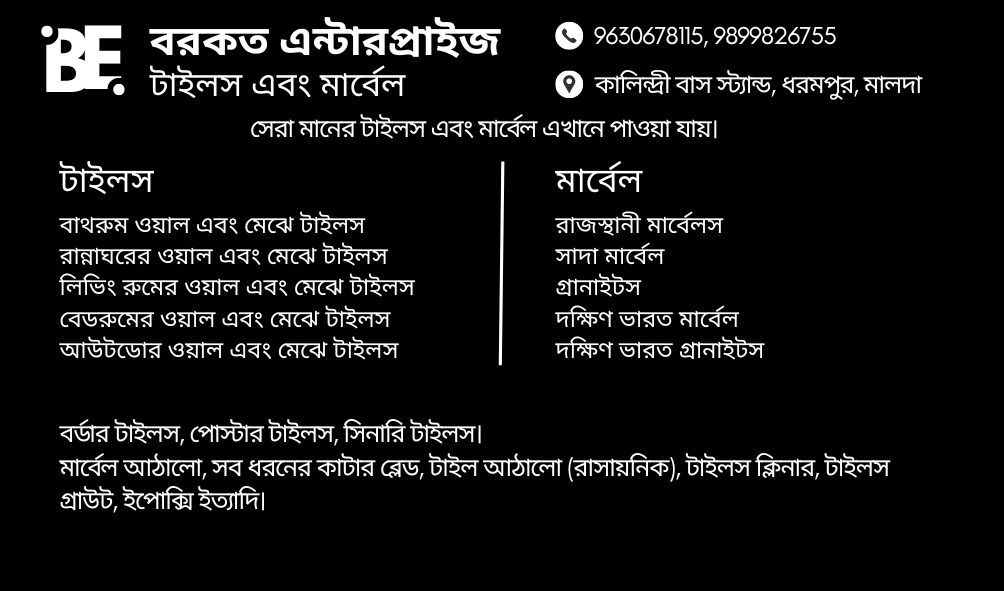 BE.
বরকত এন্টারপ্রাইজ
টাইলস এবং মার্বেল
9630678115, 9899826755
কালিন্দ্রী বাস স্ট্যান্ড, ধরমপুর, মালদা
সেরা মানের টাইলস এবং মার্বেল এখানে পাওয়া যায়।
টাইলস
বাথরুম ওয়াল এবং মেঝে টাইলস
রান্নাঘরের ওয়াল এবং মেঝে টাইলস
লিভিং রুমের ওয়াল এবং মেঝে টাইলস
বেডরুমের ওয়াল এবং মেঝে টাইলস
আউটডোর ওয়াল এবং মেঝে টাইলস
মার্বেল
রাজস্থানী মার্বেলস
সাদা মার্বেল
গ্রানাইটস
দক্ষিণ ভারত মার্বেল
দক্ষিণ ভারত গ্রানাইটস
বর্ডার টাইলস, পোস্টার টাইলস, সিনারি টাইলস।
মার্বেল আঠালো, সব ধরনের কাটার ব্লেড, টাইল আঠালো (রাসায়নিক), টাইলস ক্লিনার, টাইলস
গ্রাউট, ইপোক্সি ইত্যাদি।